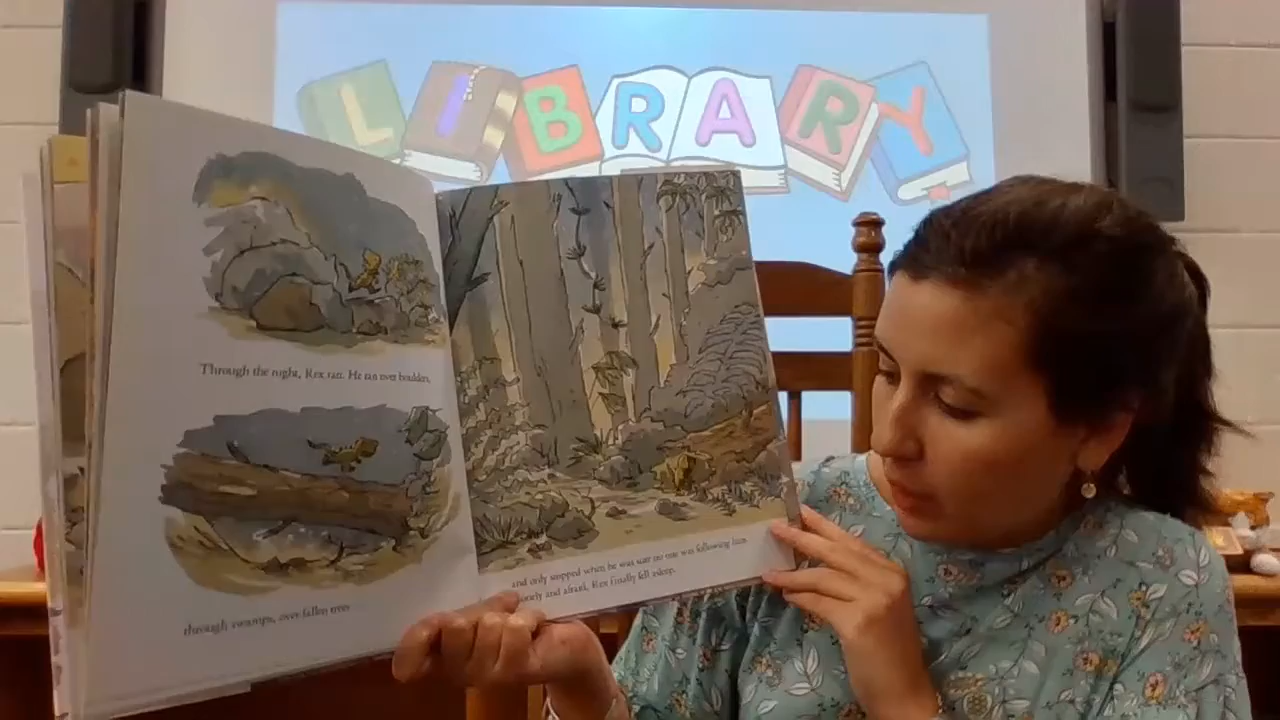 LIBRARY
Through the night, Rex ran. He ran over boulders,
through swamps, over fallen trees
and only stopped when he was sure no one was following him.
and afraid, Rex finally fell asleep.